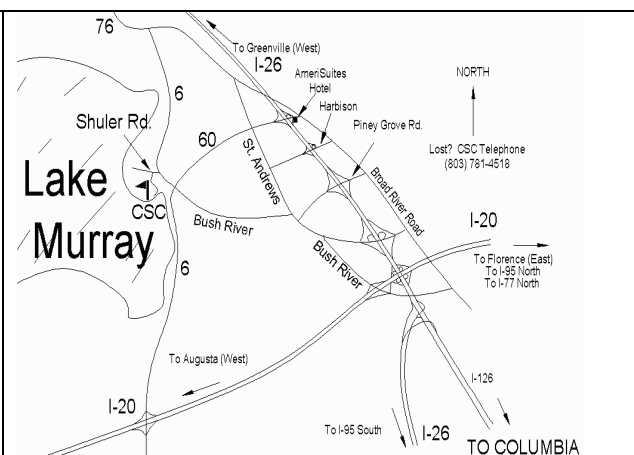 76
To Greenville (West)
I-26
AmeriSuites
Hotel
NORTH
6
Harbison
Shuler Rd.
60
Piney Grove Rd.
Lost? CSC Telephone
(803) 781-4518
St. Andrews
Lake
Murray
CSC
Broad River Road
Bush River
I-20
Bush River
To Florence (East)
To I-95 North
To I-77 North
6
To Augusta (West)
I-126
I-20
To I-95 South
I-26
TO COLUMBIA